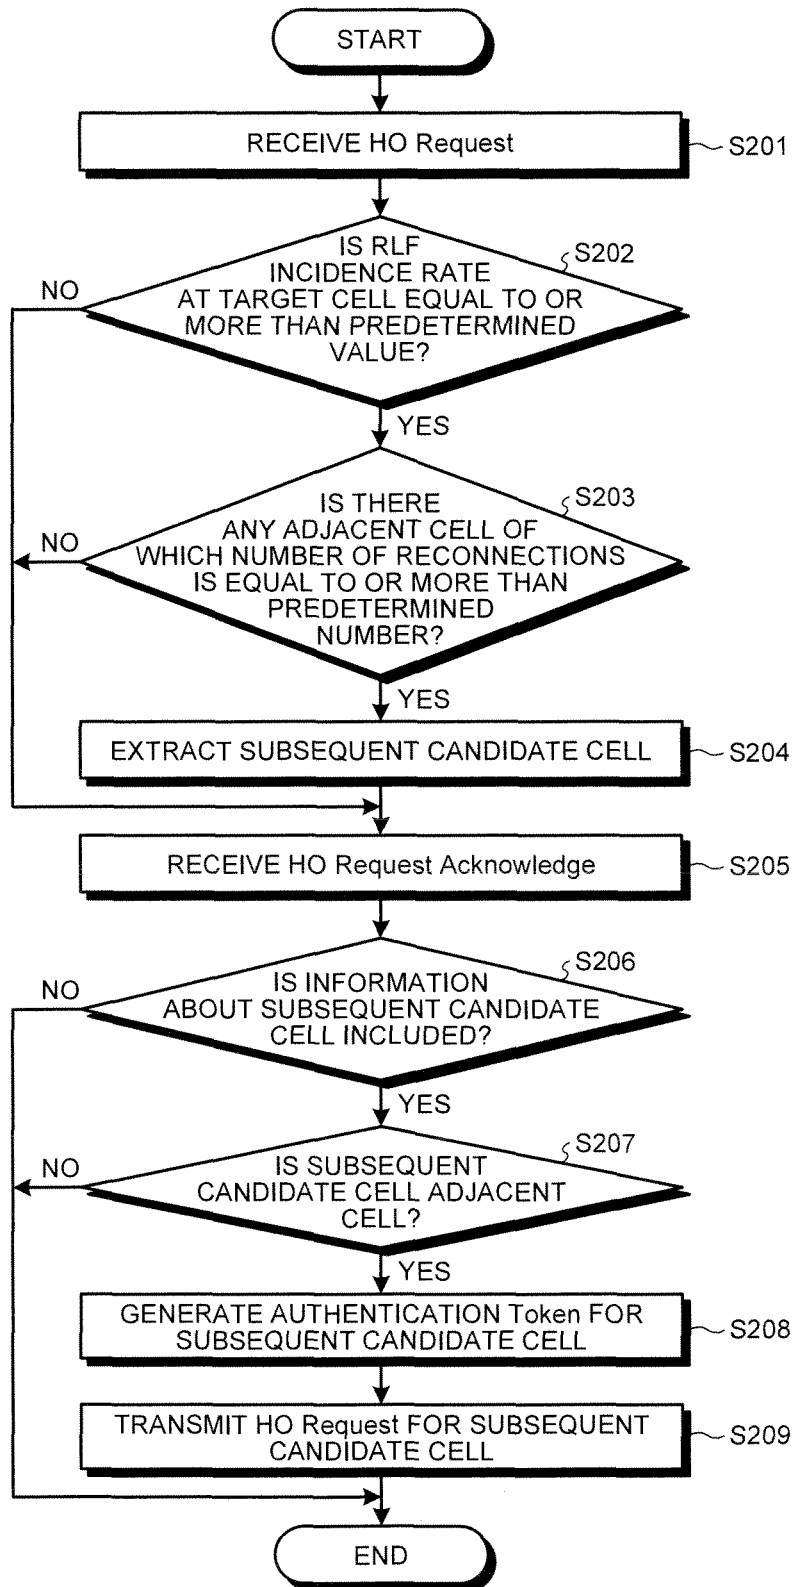 START
RECEIVE HO Request
S201
IS RLF
INCIDENCE RATE
AT TARGET CELL EQUAL TO OR
MORE THAN PREDETERMINED
VALUE?
S202
NO
YES
IS THERE
ANY ADJACENT CELL OF
WHICH NUMBER OF RECONNECTIONS
IS EQUAL TO OR MORE THAN
PREDETERMINED
NUMBER?
S203
NO
YES
EXTRACT SUBSEQUENT CANDIDATE CELL
S204
RECEIVE HO Request Acknowledge
S205
IS INFORMATION
ABOUT SUBSEQUENT CANDIDATE
CELL INCLUDED?
S206
NO
YES
IS SUBSEQUENT
CANDIDATE CELL ADJACENT
CELL?
S207
NO
YES
GENERATE AUTHENTICATION Token FOR
SUBSEQUENT CANDIDATE CELL
S208
TRANSMIT HO Request FOR SUBSEQUENT
CANDIDATE CELL
S209
END